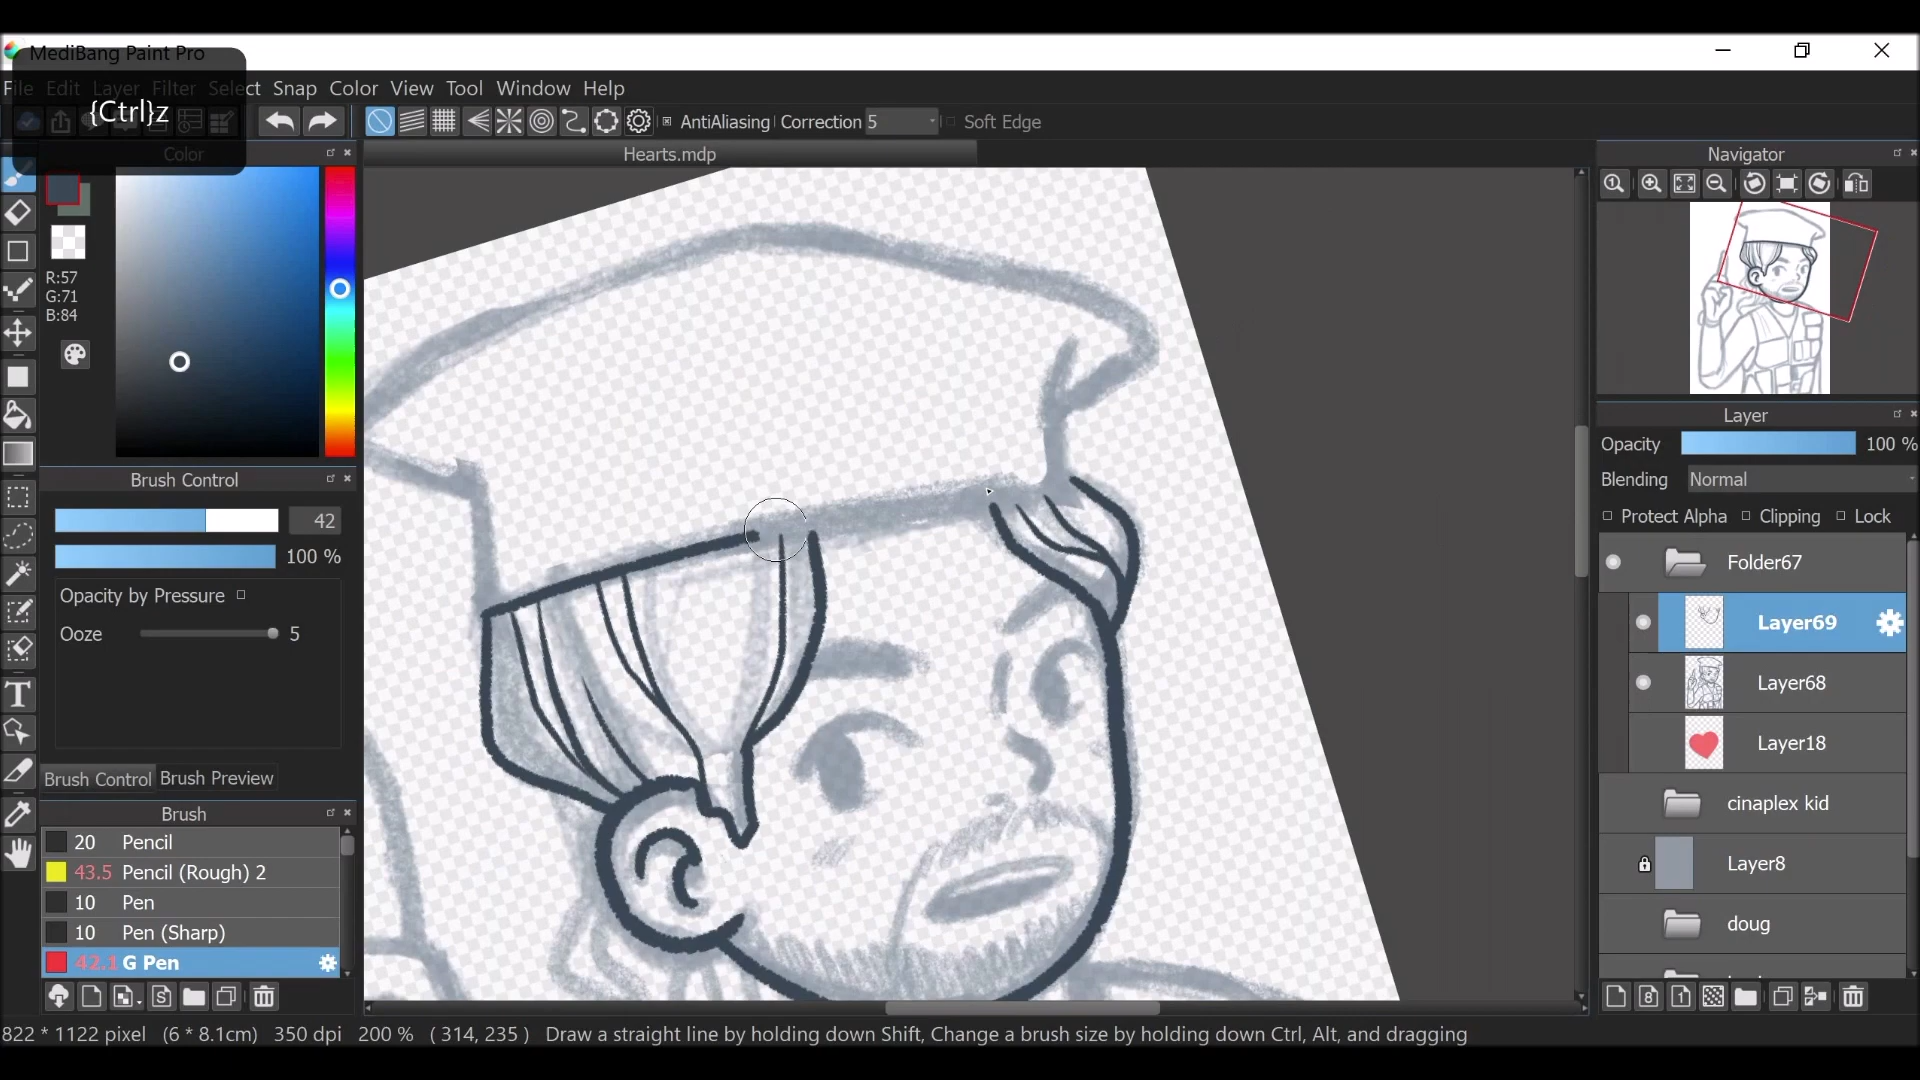 MediBang Paint Pro
File Edit Layer Filter Select Snap Color View Tool Window Help
{Ctrl}z
AntiAliasing Correction 5 Soft Edge
Color
Hearts.mdp
Navigator
R:57
G:71
B:84
Layer
Opacity 100 %
Blending Normal
Protect Alpha Clipping Lock
Folder67
Layer69
Layer68
Layer18
cinaplex kid
Layer8
doug
Brush Control
42
100 %
Opacity by Pressure
Ooze 5
Brush Control Brush Preview
Brush
20 Pencil
43.5 Pencil (Rough) 2
10 Pen
10 Pen (Sharp)
42.1 G Pen
822 * 1122 pixel (6 * 8.1cm) 350 dpi 200 % ( 314, 235 ) Draw a straight line by holding down Shift, Change a brush size by holding down Ctrl, Alt, and dragging